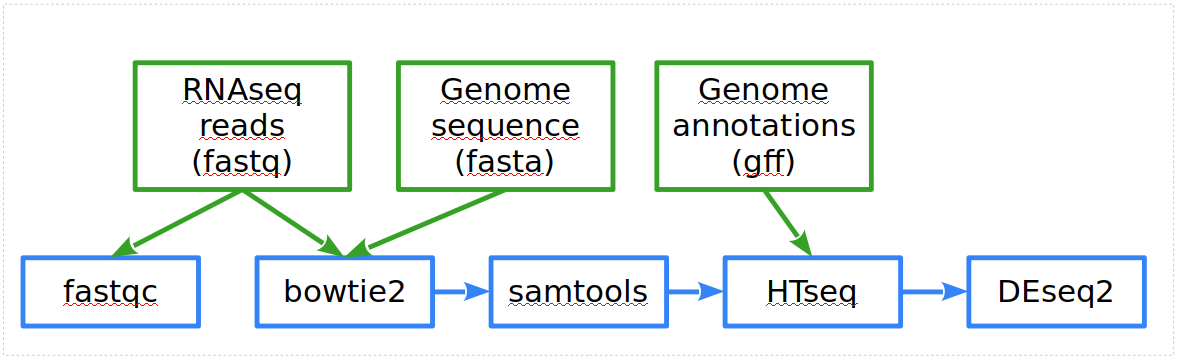 RNAseq
reads
(fastq)
Genome
sequence
(fasta)
Genome
annotations
(gff)
fastqc
bowtie2
samtools
HTseq
DEseq2